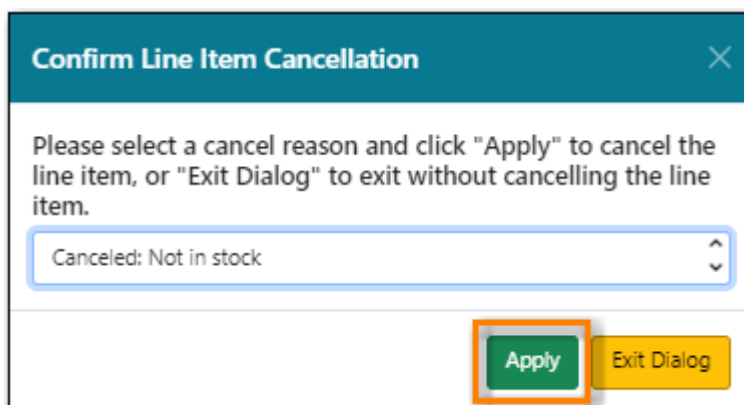 Confirm Line Item Cancellation
Please select a cancel reason and click "Apply" to cancel the
line item, or "Exit Dialog" to exit without cancelling the line
item.
Canceled: Not in stock
Apply Exit Dialog